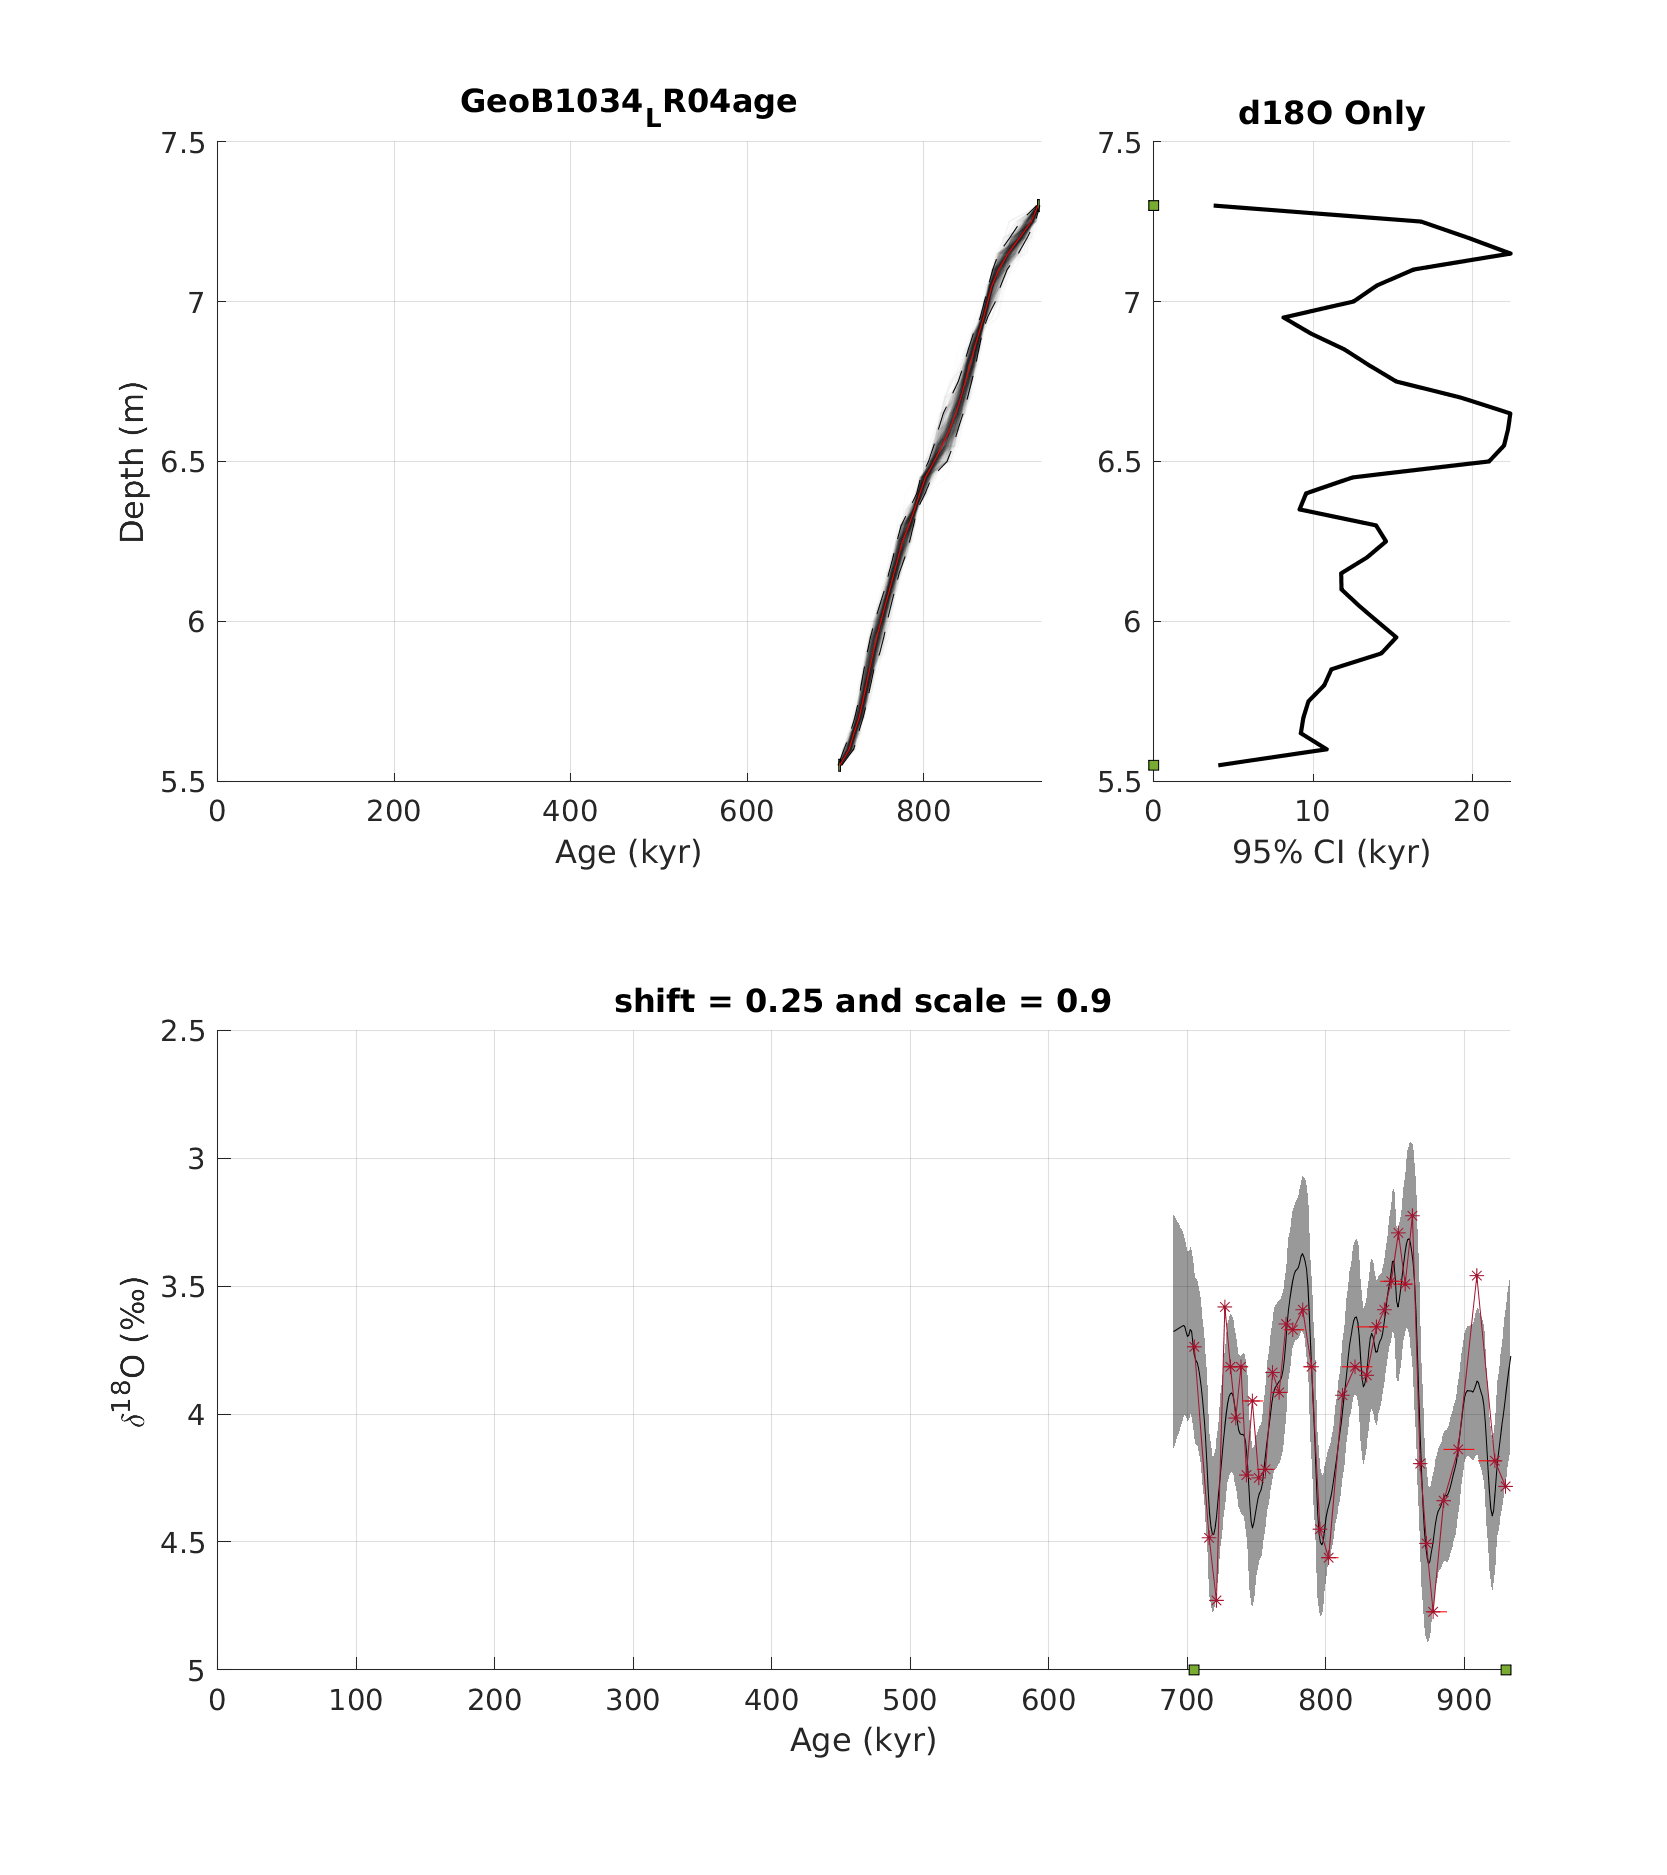 GeoB1034_LR04age
7.5
7
6.5
6
5.5
Depth (m)
0 200 400 600 800
Age (kyr)
d18O Only
7.5
7
6.5
6
5.5
0 10 20
95% CI (kyr)
shift = 0.25 and scale = 0.9
2.5
3
3.5
4
4.5
5
δ¹⁸O (‰)
0 100 200 300 400 500 600 700 800 900
Age (kyr)